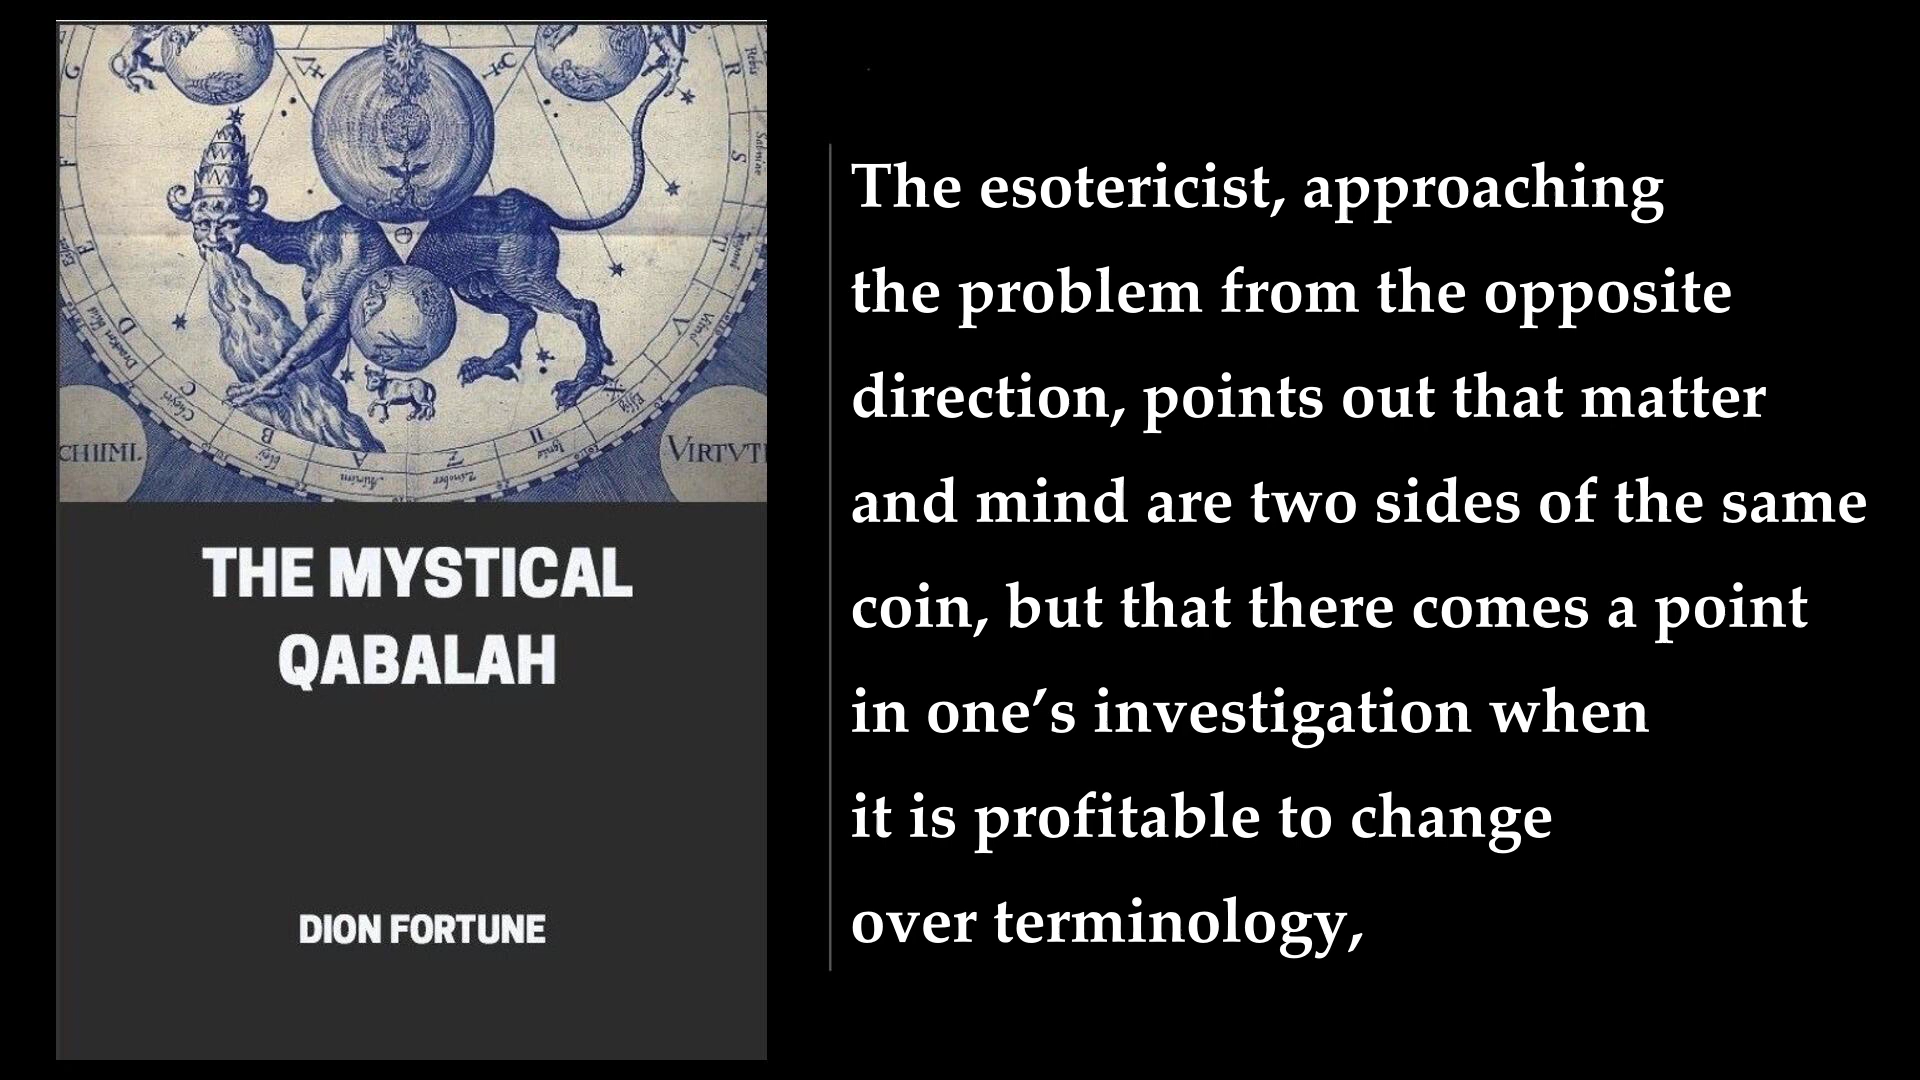 THE MYSTICAL
QABALAH
DION FORTUNE
CHIIMI.
VIRTVTI
The esotericist, approaching
the problem from the opposite
direction, points out that matter
and mind are two sides of the same
coin, but that there comes a point
in one’s investigation when
it is profitable to change
over terminology,